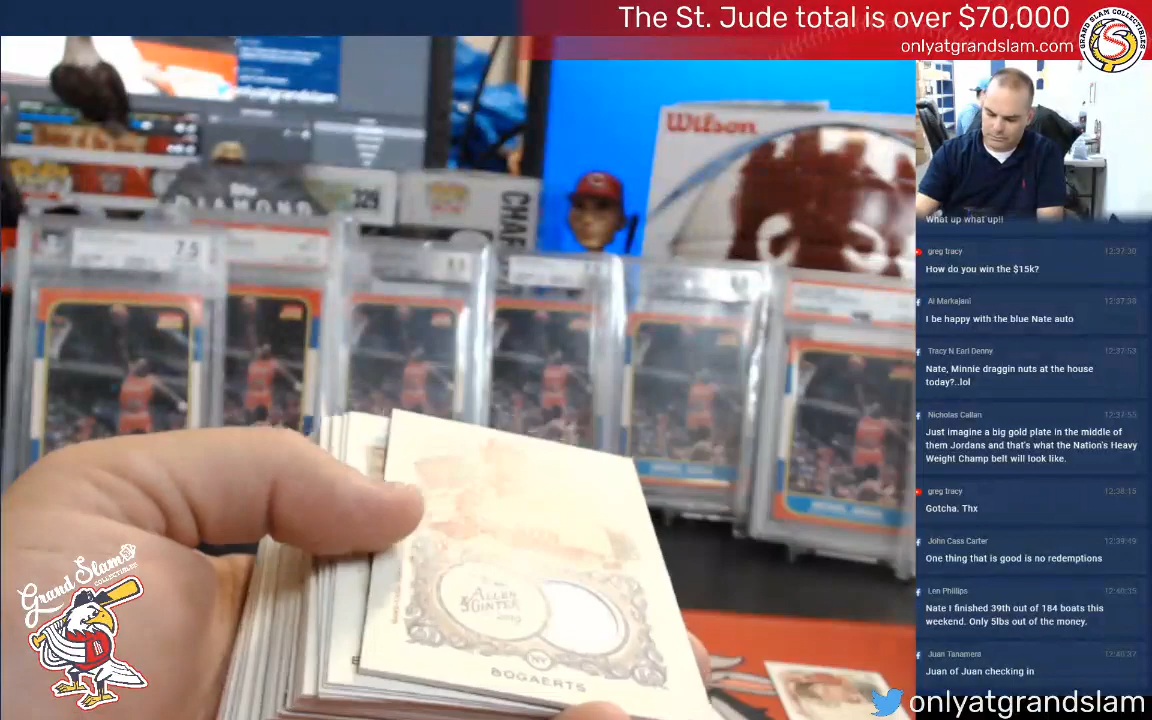 The St. Jude total is over $70,000
onlyatgrandslam.com
GRAND SLAM COLLECTIBLES
S
Wilson
DIAMOND
326
CHA
7.5
What up what up!!
greg tracy 12:37:30
How do you win the $15k?
Al Markajani 12:37:38
I be happy with the blue Nate auto
Tracy N Earl Denny 12:37:53
Nate, Minnie draggin nuts at the house
today?..lol
Nicholas Callan 12:37:55
Just imagine a big gold plate in the middle of
them Jordans and that's what the Nation's Heavy
Weight Champ belt will look like.
greg tracy 12:38:15
Gotcha. Thx
John Cass Carter 12:39:49
One thing that is good is no redemptions
Len Phillips 12:40:35
Nate I finished 39th out of 184 boats this
weekend. Only 5lbs out of the money.
Juan Tanamera 12:40:37
Juan of Juan checking in
ALLEN
GINTER
BOGAERTS
Grand Slam
COLLECTIBLES
onlyatgrandslam